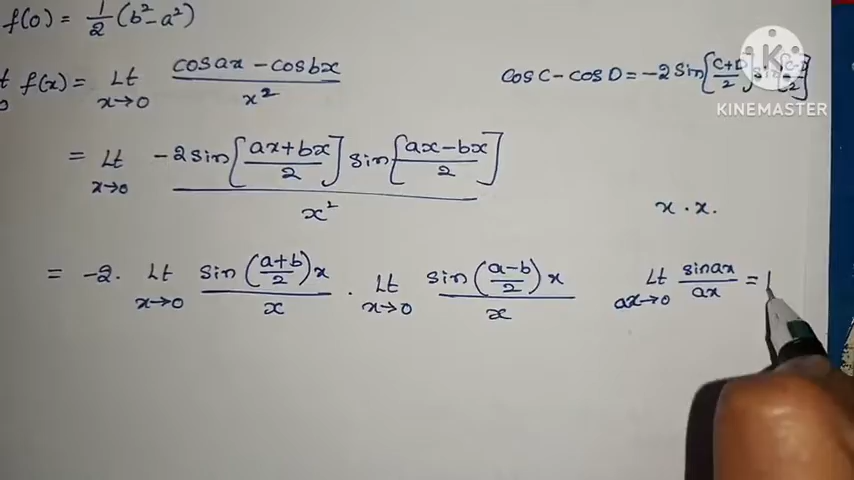 f(0) = 1/2 (b² - a²)
t f(x) = Lt x→0 (cos ax - cos bx)/x²
cos C - cos D = -2 sin[(C+D)/2] sin[(C-D)/2]
KINEMASTER
= Lt x→0 -2 sin[(ax+bx)/2] sin[(ax-bx)/2] / x²
x · x.
= -2. Lt x→0 sin((a+b)/2)x / x · Lt x→0 sin((a-b)/2)x / x
Lt ax→0 sin ax / ax = 1